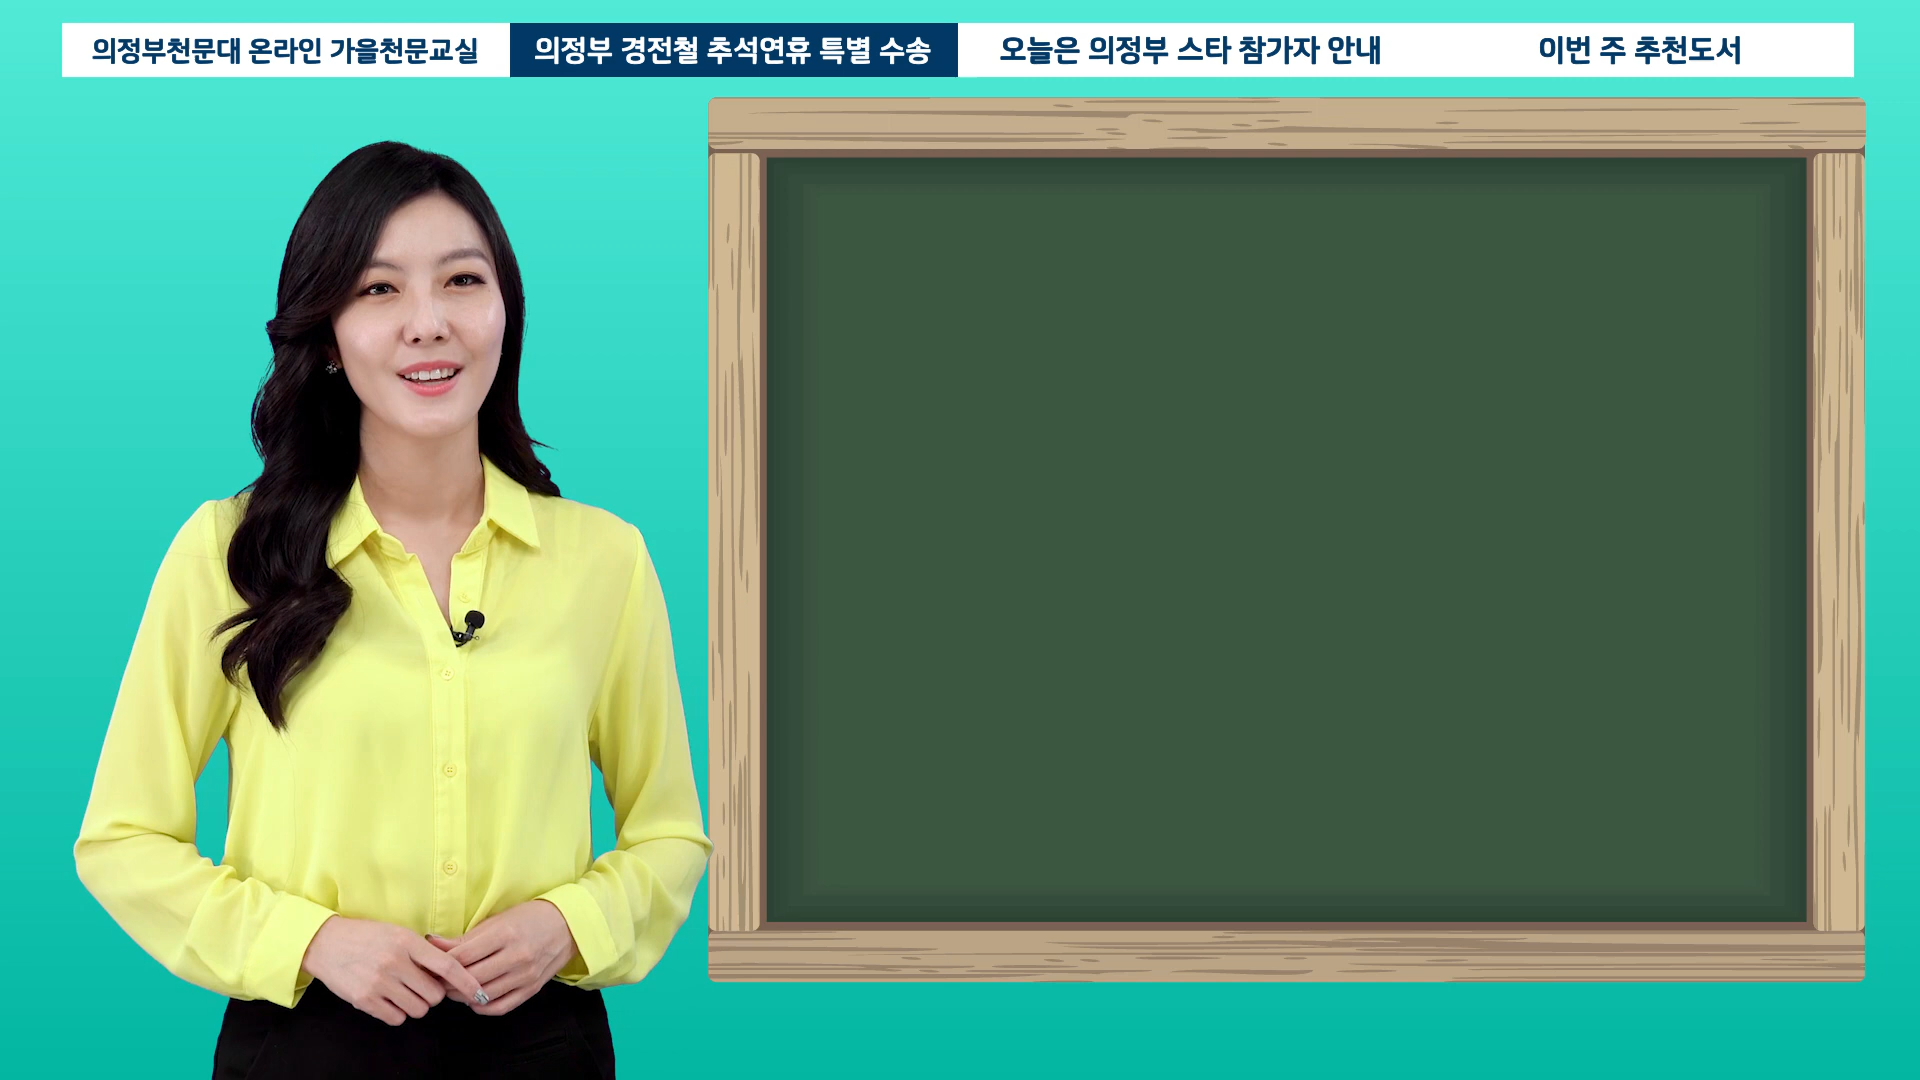 의정부천문대 온라인 가을천문교실
의정부 경전철 추석연휴 특별 수송
오늘은 의정부 스타 참가자 안내
이번 주 추천도서